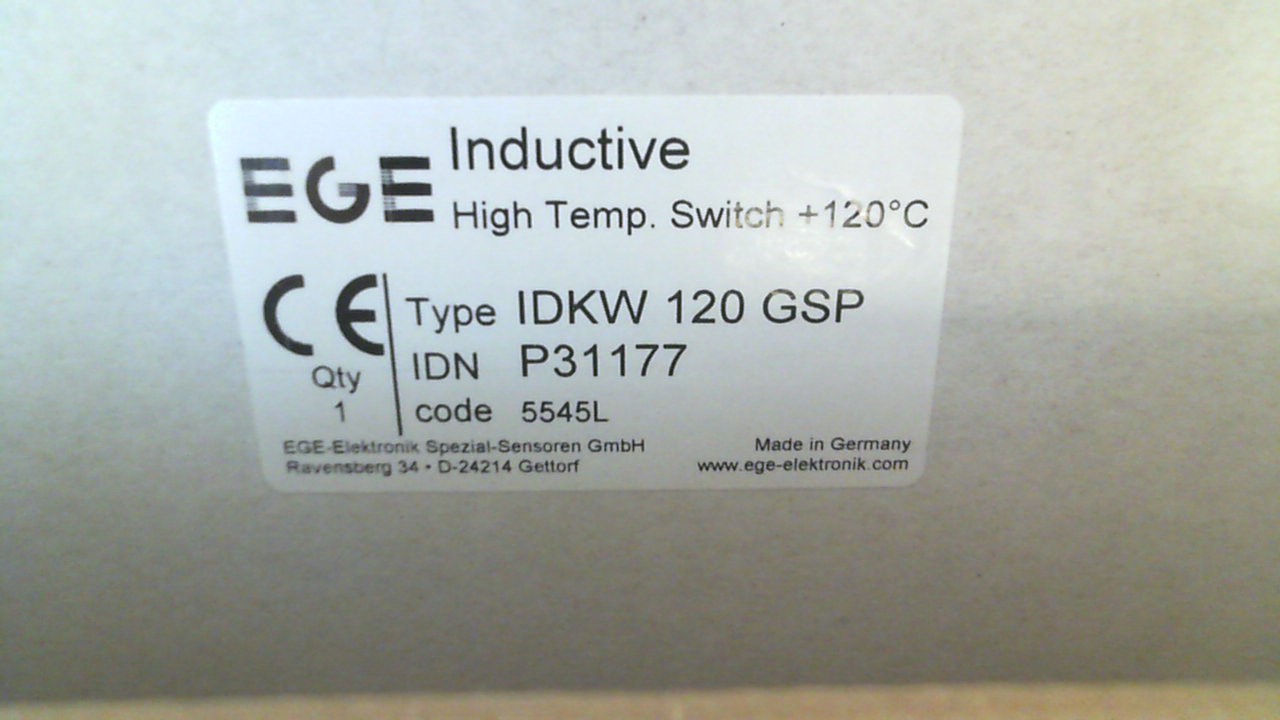 EGE Inductive
High Temp. Switch +120°C
CE
Type IDKW 120 GSP
IDN P31177
Qty
1
code 5545L
EGE-Elektronik Spezial-Sensoren GmbH
Ravensberg 34 • D-24214 Gettorf
Made in Germany
www.ege-elektronik.com